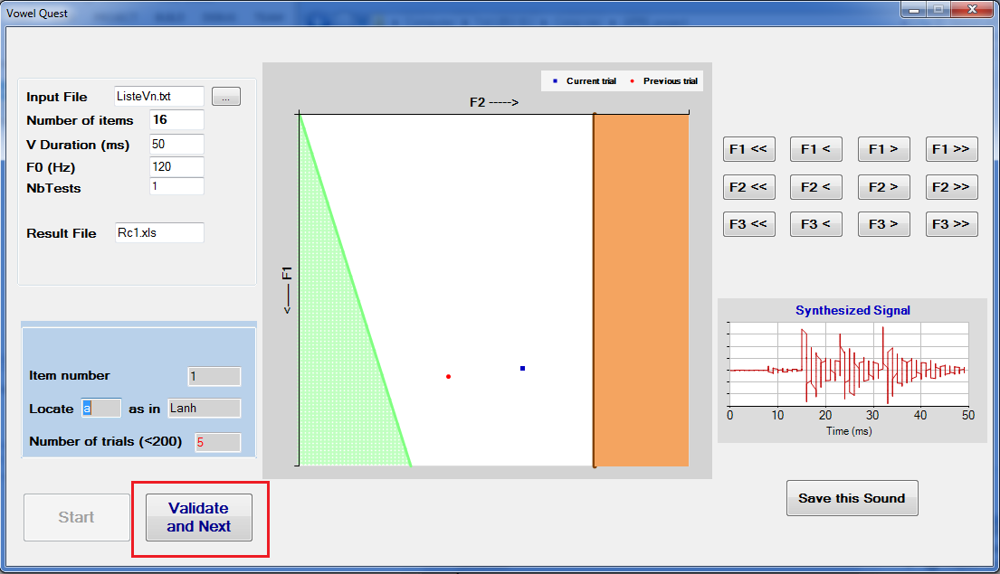 Vowel Quest
Input File ListeVn.txt ...
Number of items 16
V Duration (ms) 50
F0 (Hz) 120
NbTests 1
Result File Rc1.xls
Item number 1
Locate a as in Lanh
Number of trials (<200) 5
Start
Validate
and Next
Current trial Previous trial
F2 ----->
<----- F1
F1 << F1 < F1 > F1 >>
F2 << F2 < F2 > F2 >>
F3 << F3 < F3 > F3 >>
Synthesized Signal
0 10 20 30 40 50
Time (ms)
Save this Sound